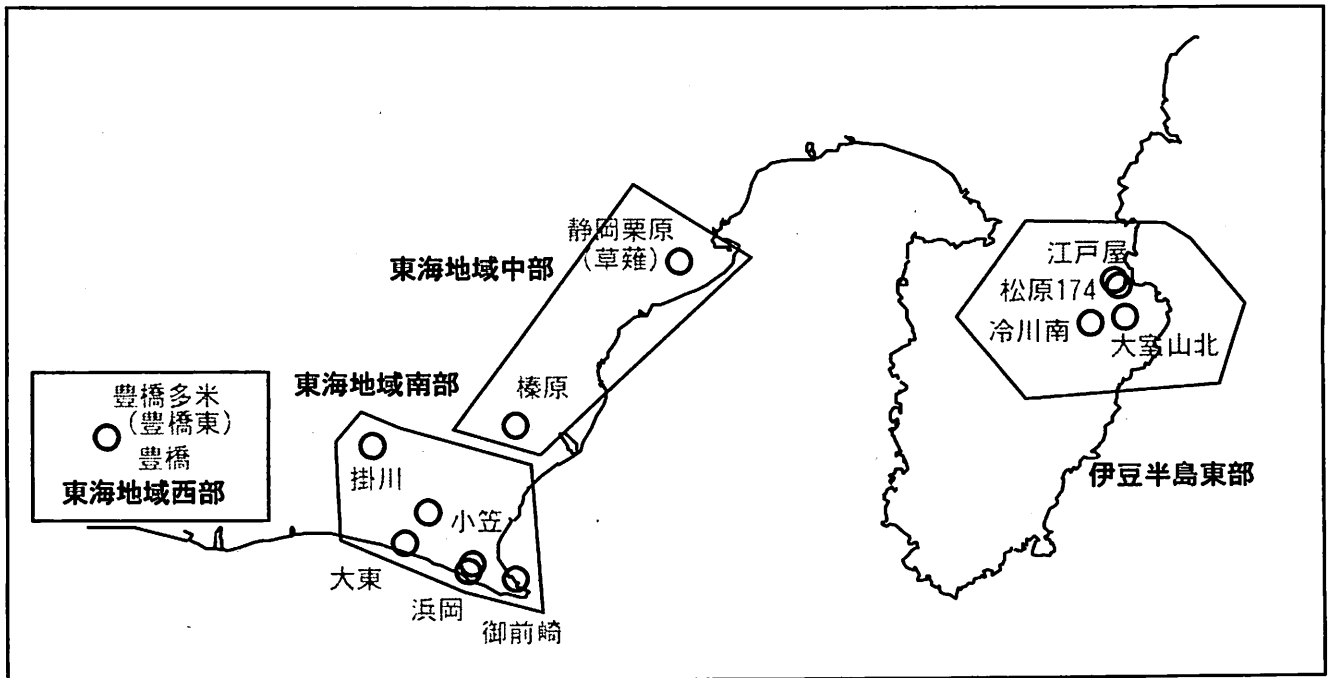 静岡栗原
(草薙)
東海地域中部
榛原
東海地域南部
掛川
小笠
大東
浜岡
御前崎
豊橋多米
(豊橋東)
豊橋
東海地域西部
江戸屋
松原174
冷川南
大室山北
伊豆半島東部